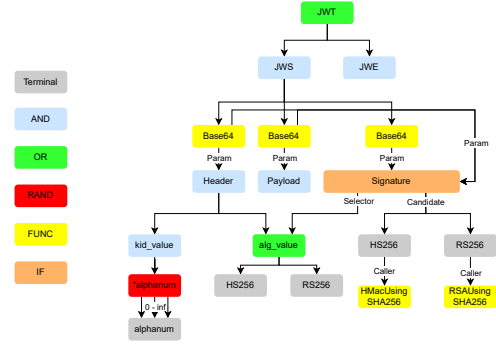 JWT
JWS
JWE
Terminal
AND
OR
RAND
FUNC
IF
Base64
Base64
Base64
Param
Param
Param
Param
Header
Payload
Signature
Selector
Candidate
kid_value
alg_value
HS256
RS256
*alphanum
HS256
RS256
Caller
Caller
HMacUsing
SHA256
RSAUsing
SHA256
0 - inf
alphanum